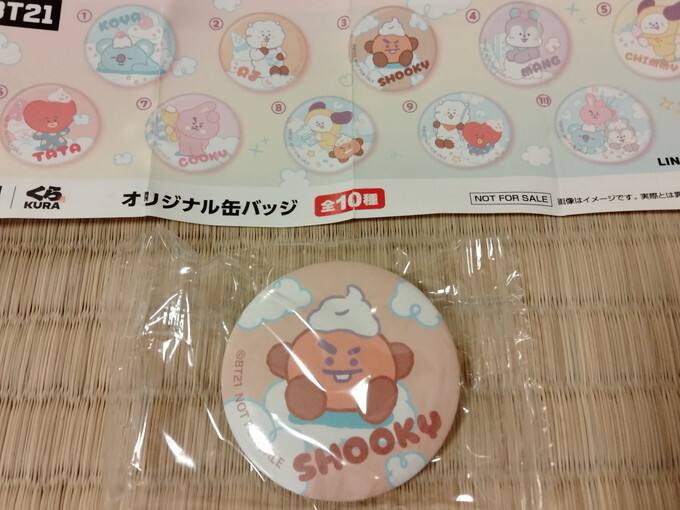 BT21
①
KOYA
②
RJ
③
SHOOKY
④
MANG
⑤
CHIMMY
TATA
⑦
COOKY
⑧
⑨
⑩
LIN
くら
KURA
オリジナル缶バッジ
全10種
NOT FOR SALE
画像はイメージです。実際とは異
©BT21 NOT
SALE
SHOOKY